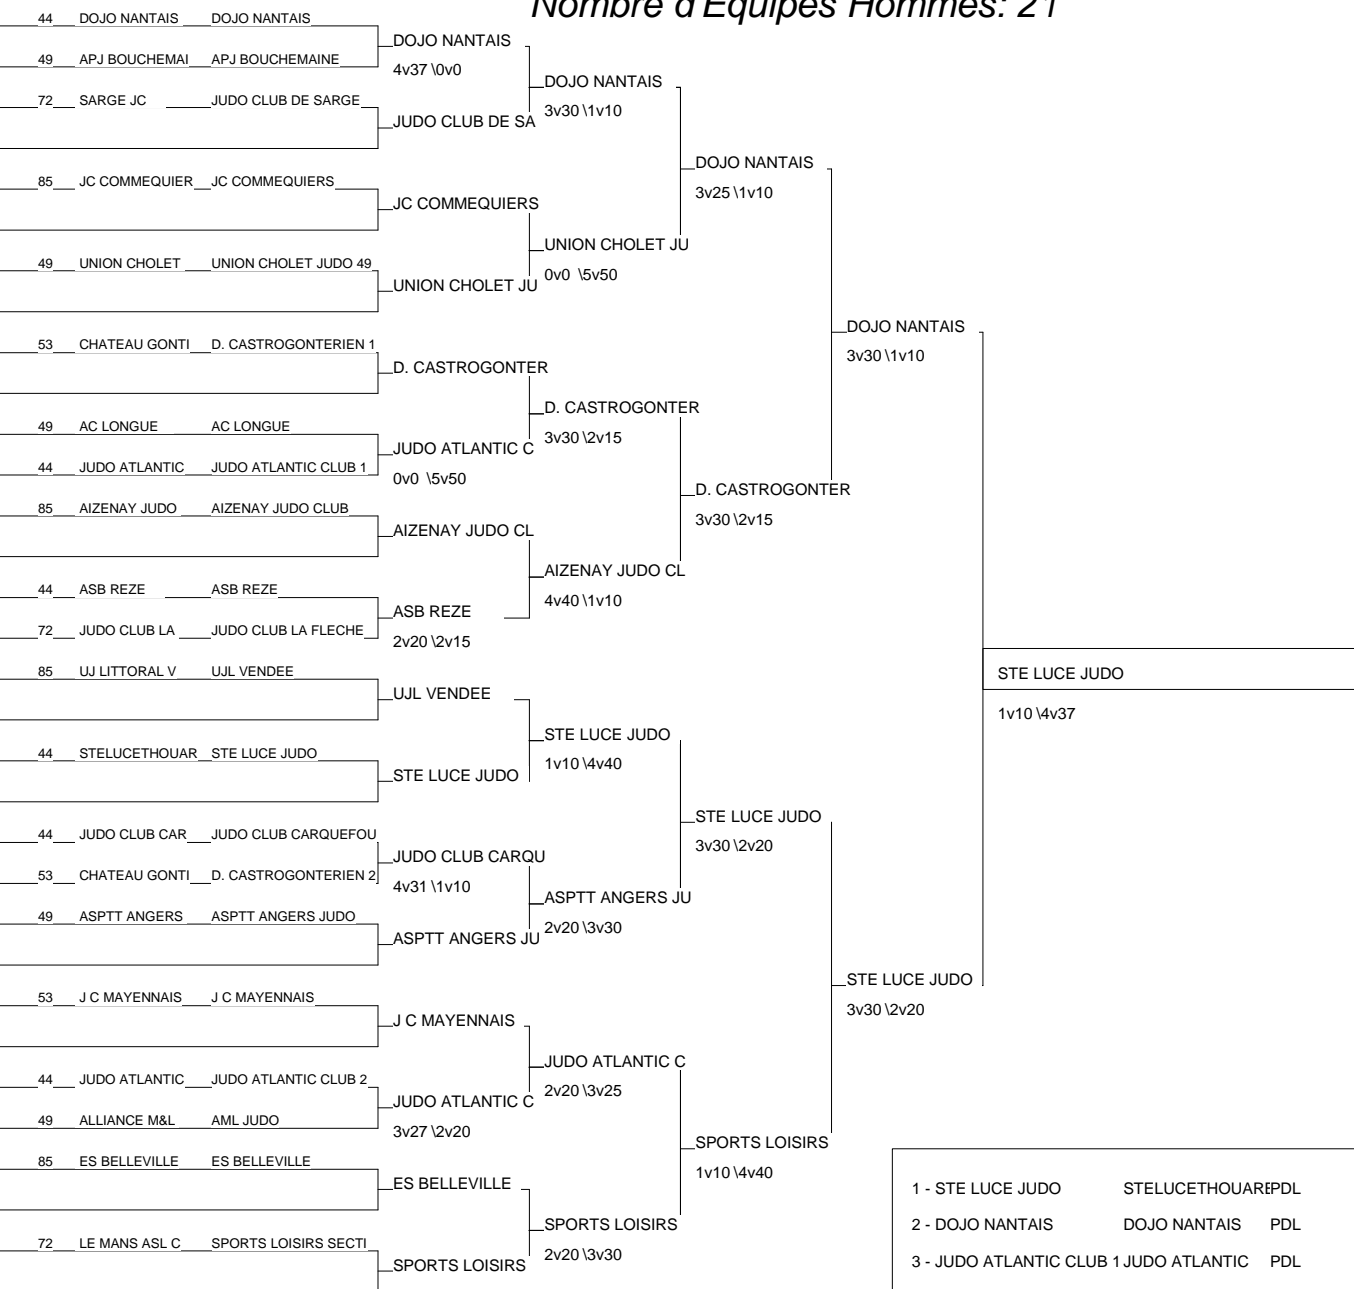 Nombre d'Equipes Hommes: 21
44 DOJO NANTAIS DOJO NANTAIS
DOJO NANTAIS
49 APJ BOUCHEMAI APJ BOUCHEMAINE
4v37 \0v0
DOJO NANTAIS
72 SARGE JC JUDO CLUB DE SARGE
3v30 \1v10
JUDO CLUB DE SA
DOJO NANTAIS
85 JC COMMEQUIER JC COMMEQUIERS
3v25 \1v10
JC COMMEQUIERS
UNION CHOLET JU
49 UNION CHOLET UNION CHOLET JUDO 49
0v0 \5v50
UNION CHOLET JU
DOJO NANTAIS
53 CHATEAU GONTI D. CASTROGONTERIEN 1
3v30 \1v10
D. CASTROGONTER
D. CASTROGONTER
49 AC LONGUE AC LONGUE
3v30 \2v15
JUDO ATLANTIC C
44 JUDO ATLANTIC JUDO ATLANTIC CLUB 1
0v0 \5v50
D. CASTROGONTER
85 AIZENAY JUDO AIZENAY JUDO CLUB
3v30 \2v15
AIZENAY JUDO CL
AIZENAY JUDO CL
44 ASB REZE ASB REZE
4v40 \1v10
ASB REZE
72 JUDO CLUB LA JUDO CLUB LA FLECHE
2v20 \2v15
85 UJ LITTORAL V UJL VENDEE
STE LUCE JUDO
UJL VENDEE
1v10 \4v37
STE LUCE JUDO
44 STELUCETHOUAR STE LUCE JUDO
1v10 \4v40
STE LUCE JUDO
STE LUCE JUDO
44 JUDO CLUB CAR JUDO CLUB CARQUEFOU
3v30 \2v20
JUDO CLUB CARQU
53 CHATEAU GONTI D. CASTROGONTERIEN 2
4v31 \1v10
ASPTT ANGERS JU
49 ASPTT ANGERS ASPTT ANGERS JUDO
2v20 \3v30
ASPTT ANGERS JU
STE LUCE JUDO
53 J C MAYENNAIS J C MAYENNAIS
3v30 \2v20
J C MAYENNAIS
JUDO ATLANTIC C
44 JUDO ATLANTIC JUDO ATLANTIC CLUB 2
2v20 \3v25
JUDO ATLANTIC C
49 ALLIANCE M&L AML JUDO
3v27 \2v20
SPORTS LOISIRS
85 ES BELLEVILLE ES BELLEVILLE
1v10 \4v40
ES BELLEVILLE
SPORTS LOISIRS
72 LE MANS ASL C SPORTS LOISIRS SECTI
2v20 \3v30
SPORTS LOISIRS
1 - STE LUCE JUDO STELUCETHOUARE PDL
2 - DOJO NANTAIS DOJO NANTAIS PDL
3 - JUDO ATLANTIC CLUB 1 JUDO ATLANTIC PDL